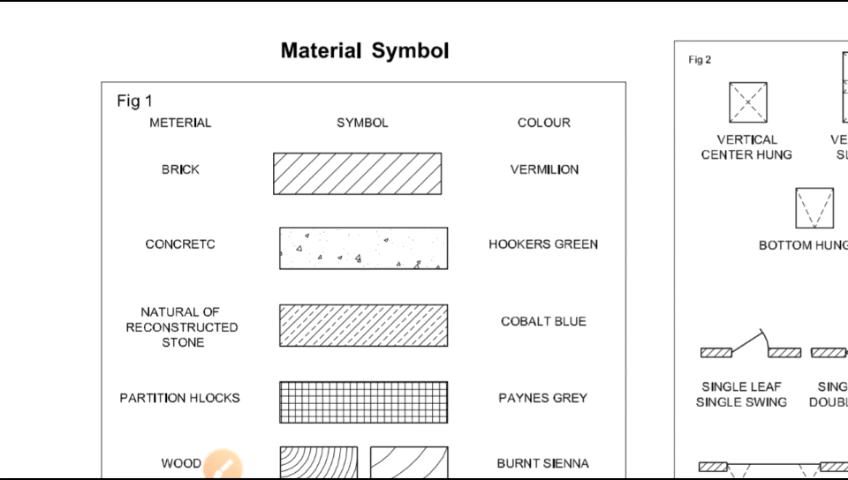 Material Symbol
Fig 1
METERIAL
SYMBOL
COLOUR
BRICK
VERMILION
CONCRETC
HOOKERS GREEN
NATURAL OF
RECONSTRUCTED
STONE
COBALT BLUE
PARTITION HLOCKS
PAYNES GREY
WOOD
BURNT SIENNA
Fig 2
VERTICAL
CENTER HUNG
BOTTOM HUNG
SINGLE LEAF
SINGLE SWING